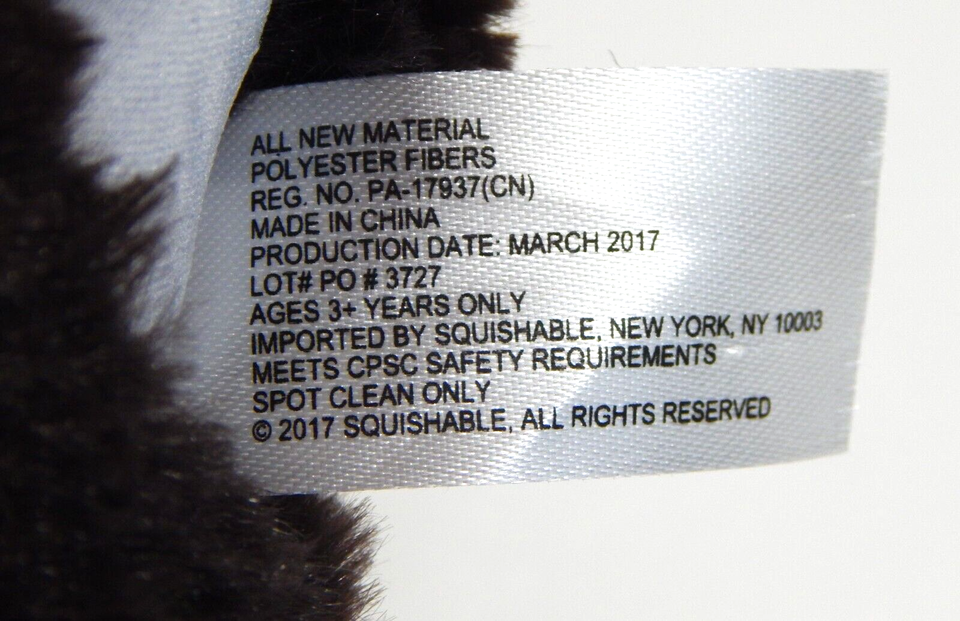 ALL NEW MATERIAL
POLYESTER FIBERS
REG. NO. PA-17937(CN)
MADE IN CHINA
PRODUCTION DATE: MARCH 2017
LOT# PO # 3727
AGES 3+ YEARS ONLY
IMPORTED BY SQUISHABLE, NEW YORK, NY 10003
MEETS CPSC SAFETY REQUIREMENTS
SPOT CLEAN ONLY
© 2017 SQUISHABLE, ALL RIGHTS RESERVED